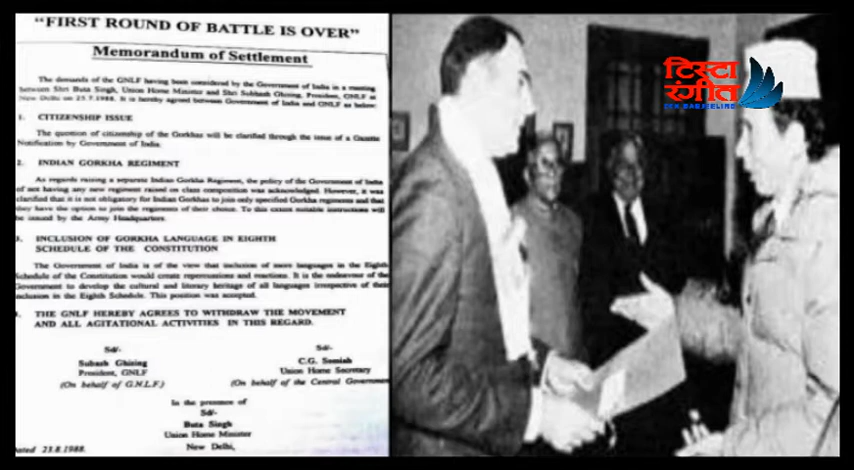 "FIRST ROUND OF BATTLE IS OVER"
Memorandum of Settlement
The demands of the GNLF having been considered by the Government of India in a meeting
between Shri Buta Singh, Union Home Minister and Shri Subhash Ghising, President, GNLF at
New Delhi on 25.7.1988. It is hereby agreed between Government of India and GNLF as below:
1. CITIZENSHIP ISSUE
The question of citizenship of the Gorkhas will be clarified through the issue of a Gazette
Notification by Government of India.
2. INDIAN GORKHA REGIMENT
As regards raising a separate Indian Gorkha Regiment, the policy of the Government of India
of not having any new regiment raised on class composition was acknowledged. However, it was
clarified that it is not obligatory for Indian Gorkhas to join only specified Gorkha regiments and that
they have the option to join the regiments of their choice. To this extent suitable instructions will
be issued by the Army Headquarters.
3. INCLUSION OF GORKHA LANGUAGE IN EIGHTH
SCHEDULE OF THE CONSTITUTION
The Government of India is of the view that inclusion of more languages in the Eighth
Schedule of the Constitution would create repercussions and reactions. It is the endeavour of the
Government to develop the cultural and literary heritage of all languages irrespective of their
inclusion in the Eighth Schedule. This position was accepted.
THE GNLF HEREBY AGREES TO WITHDRAW THE MOVEMENT
AND ALL AGITATIONAL ACTIVITIES IN THIS REGARD.
Sd/- Sd/-
Subash Ghising C.G. Somiah
President, GNLF Union Home Secretary
(On behalf of G.N.L.F.) (On behalf of the Central Governmen
In the presence of
Sd/-
Buta Singh
Union Home Minister
New Delhi,
ated 23.8.1988.
टिस्टा
रंगीत
DARJEELING